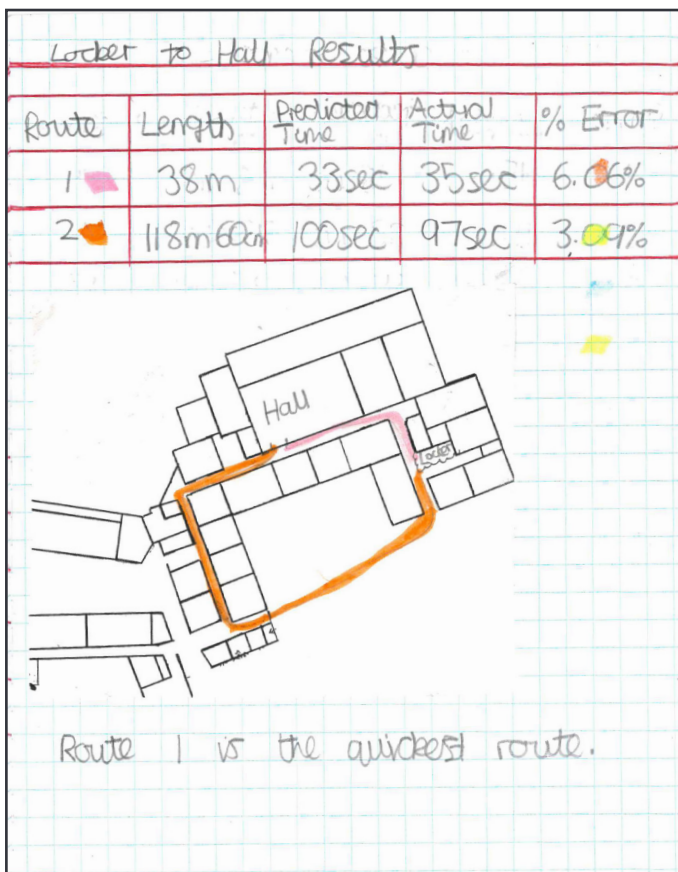 Locker to Hall Results
Route Length Predicted Time Actual Time % Error
1 38m 33sec 35sec 6.06%
2 118m 60cm 100sec 97sec 3.09%
Hall
Locker
Route 1 is the quickest route.